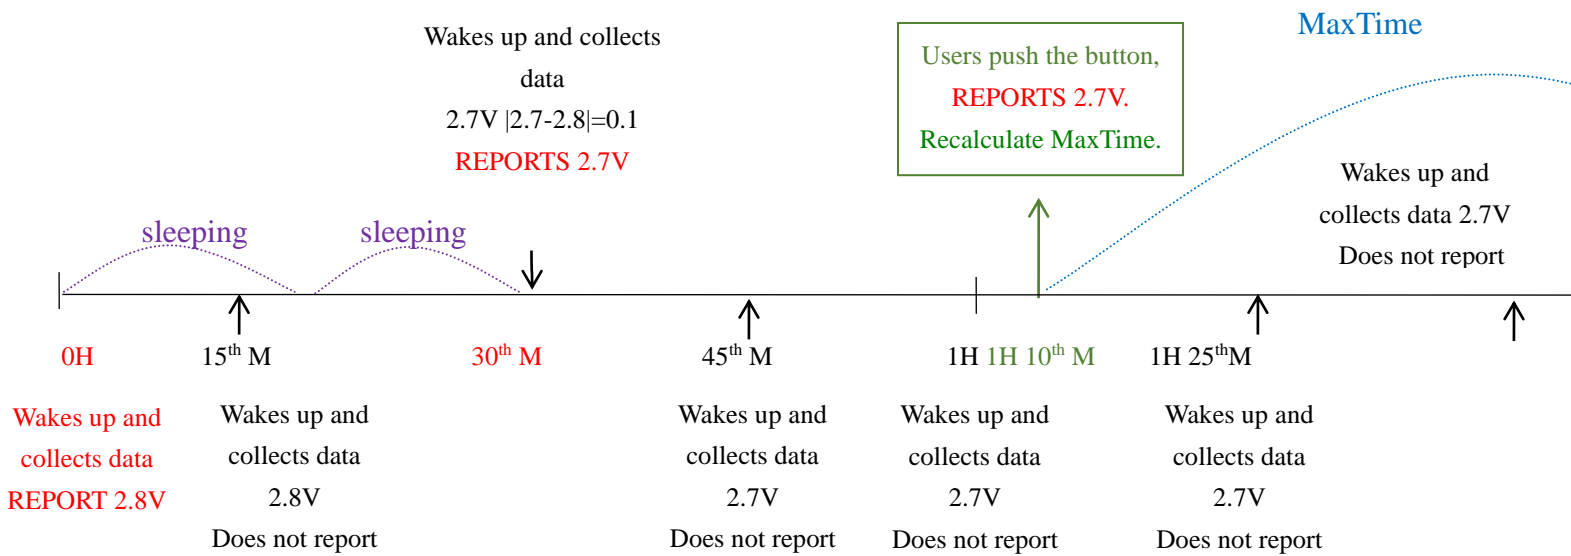 MaxTime
Wakes up and collects
data
2.7V |2.7-2.8|=0.1
REPORTS 2.7V
Users push the button,
REPORTS 2.7V.
Recalculate MaxTime.
Wakes up and
collects data 2.7V
Does not report
sleeping
sleeping
0H
15th M
30th M
45th M
1H
1H 10th M
1H 25thM
Wakes up and
collects data
REPORT 2.8V
Wakes up and
collects data
2.8V
Does not report
Wakes up and
collects data
2.7V
Does not report
Wakes up and
collects data
2.7V
Does not report
Wakes up and
collects data
2.7V
Does not report